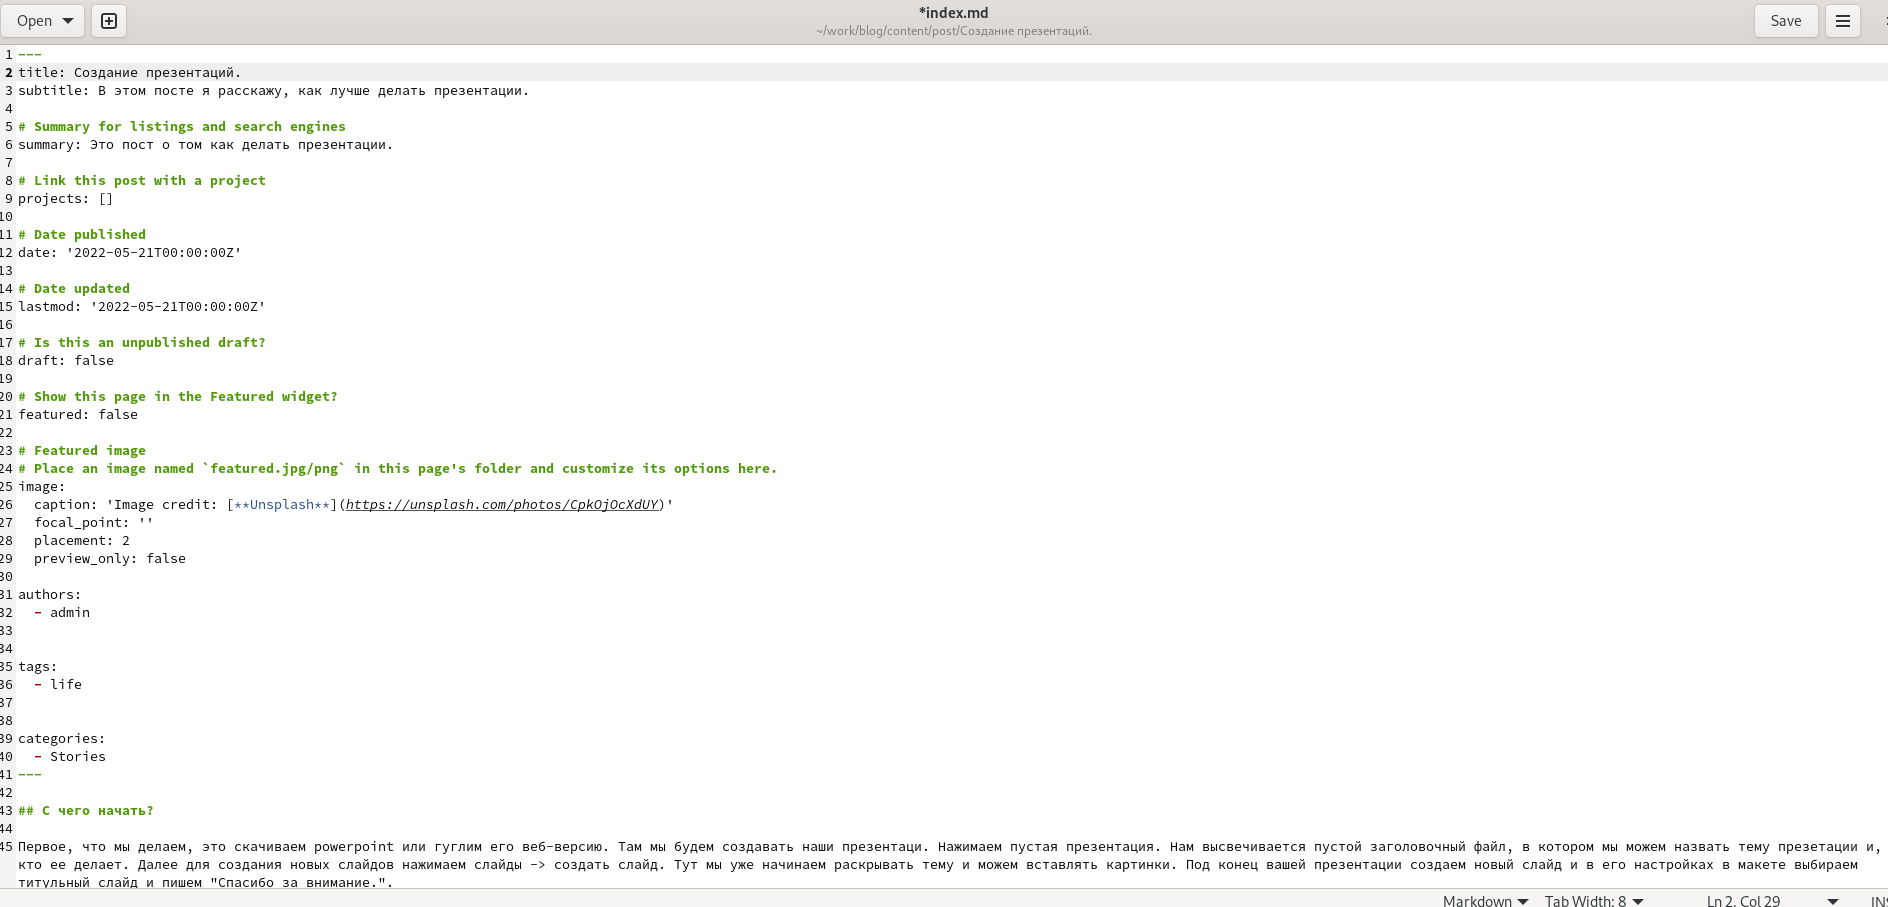 Open
*index.md
~/work/blog/content/post/Создание презентаций.
Save
1 ---
2 title: Создание презентаций.
3 subtitle: В этом посте я расскажу, как лучше делать презентации.
4
5 # Summary for listings and search engines
6 summary: Это пост о том как делать презентации.
7
8 # Link this post with a project
9 projects: []
10
11 # Date published
12 date: '2022-05-21T00:00:00Z'
13
14 # Date updated
15 lastmod: '2022-05-21T00:00:00Z'
16
17 # Is this an unpublished draft?
18 draft: false
19
20 # Show this page in the Featured widget?
21 featured: false
22
23 # Featured image
24 # Place an image named `featured.jpg/png` in this page's folder and customize its options here.
25 image:
26 caption: 'Image credit: [**Unsplash**](https://unsplash.com/photos/CpkOjOcXdUY)'
27 focal_point: ''
28 placement: 2
29 preview_only: false
30
31 authors:
32 - admin
33
34
35 tags:
36 - life
37
38
39 categories:
40 - Stories
41 ---
42
43 ## С чего начать?
44
45 Первое, что мы делаем, это скачиваем powerpoint или гуглим его веб-версию. Там мы будем создавать наши презентаци. Нажимаем пустая презентация. Нам высвечивается пустой заголовочный файл, в котором мы можем назвать тему презетации и,
кто ее делает. Далее для создания новых слайдов нажимаем слайды -> создать слайд. Тут мы уже начинаем раскрывать тему и можем вставлять картинки. Под конец вашей презентации создаем новый слайд и в его настройках в макете выбираем
титульный слайд и пишем "Спасибо за внимание.".
Markdown Tab Width: 8 Ln 2, Col 29